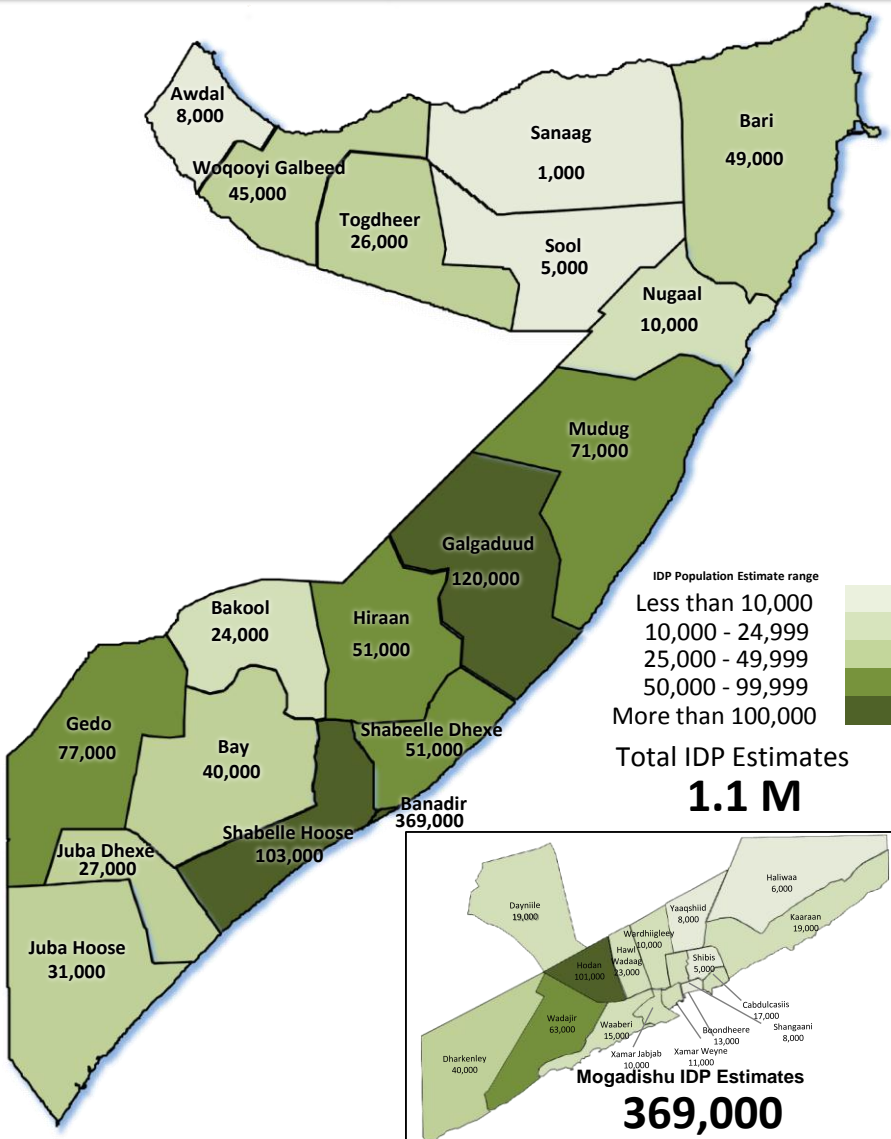 Awdal
8,000
Woqooyi Galbeed
45,000
Togdheer
26,000
Sanaag
1,000
Sool
5,000
Bari
49,000
Nugaal
10,000
Mudug
71,000
Galgaduud
120,000
Hiraan
51,000
Bakool
24,000
Gedo
77,000
Bay
40,000
Shabeelle Dhexe
51,000
Banadir
369,000
Shabelle Hoose
103,000
Juba Dhexe
27,000
Juba Hoose
31,000
IDP Population Estimate range
Less than 10,000
10,000 - 24,999
25,000 - 49,999
50,000 - 99,999
More than 100,000
Total IDP Estimates
1.1 M
Dayniile
19,000
Haliwaa
6,000
Yaaqshiid
8,000
Kaaraan
19,000
Wardhiigleey
10,000
Hawl
Wadaag
23,000
Hodan
101,000
Shibis
5,000
Cabdulcasiis
17,000
Shangaani
8,000
Boondheere
13,000
Xamar Weyne
11,000
Xamar Jabjab
10,000
Waaberi
15,000
Wadajir
63,000
Dharkenley
40,000
Mogadishu IDP Estimates
369,000